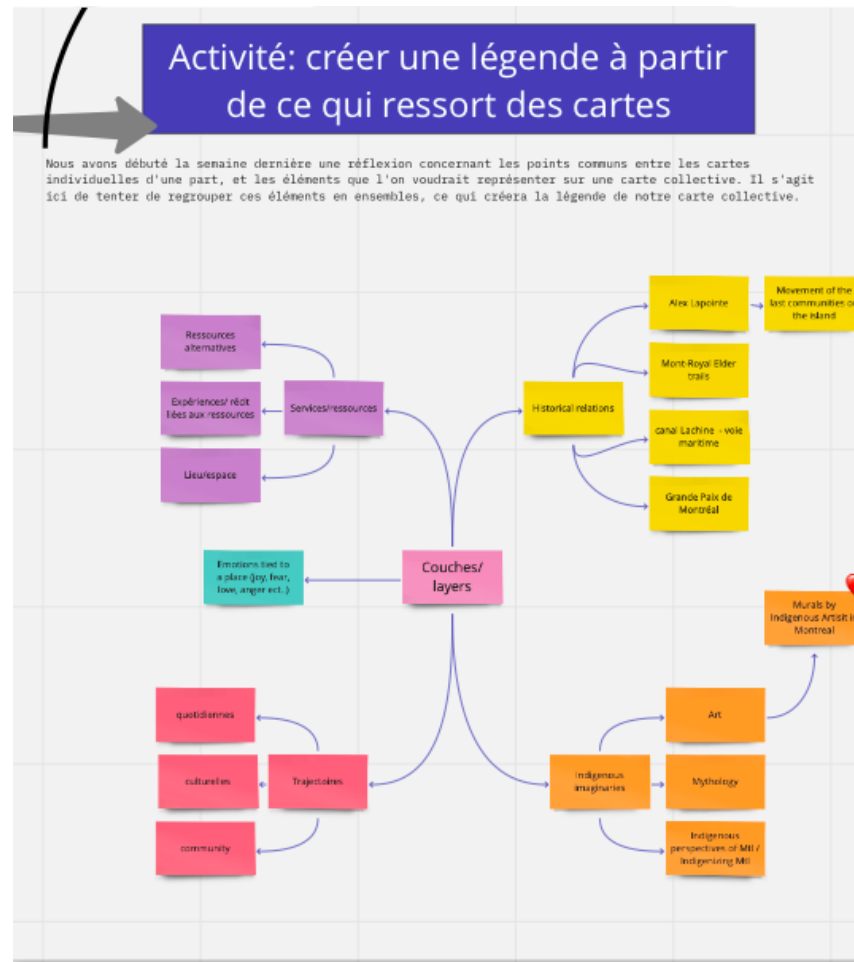 Activité: créer une légende à partir
de ce qui ressort des cartes
Nous avons débuté la semaine dernière une réflexion concernant les points communs entre les cartes
individuelles d'une part, et les éléments que l'on voudrait représenter sur une carte collective. Il s'agit
ici de tenter de regrouper ces éléments en ensembles, ce qui créera la légende de notre carte collective.
Ressources
alternatives
Expériences/ récit
liées aux ressources
Lieu/espace
Services/ressources
Historical relations
Alex Lapointe
Movement of the
last communities
the island
Mont-Royal Elder
trails
canal Lachine - voie
maritime
Grande Paix de
Montréal
Emotions tied to
a place (joy, fear,
love, anger ect..)
Couches/
layers
Murals by
Indigenous Artisit
Montreal
quotidiennes
culturelles
community
Trajectoires
Indigenous
imaginaries
Art
Mythology
Indigenous
perspectives of Mtl /
Indigenizing Mtl